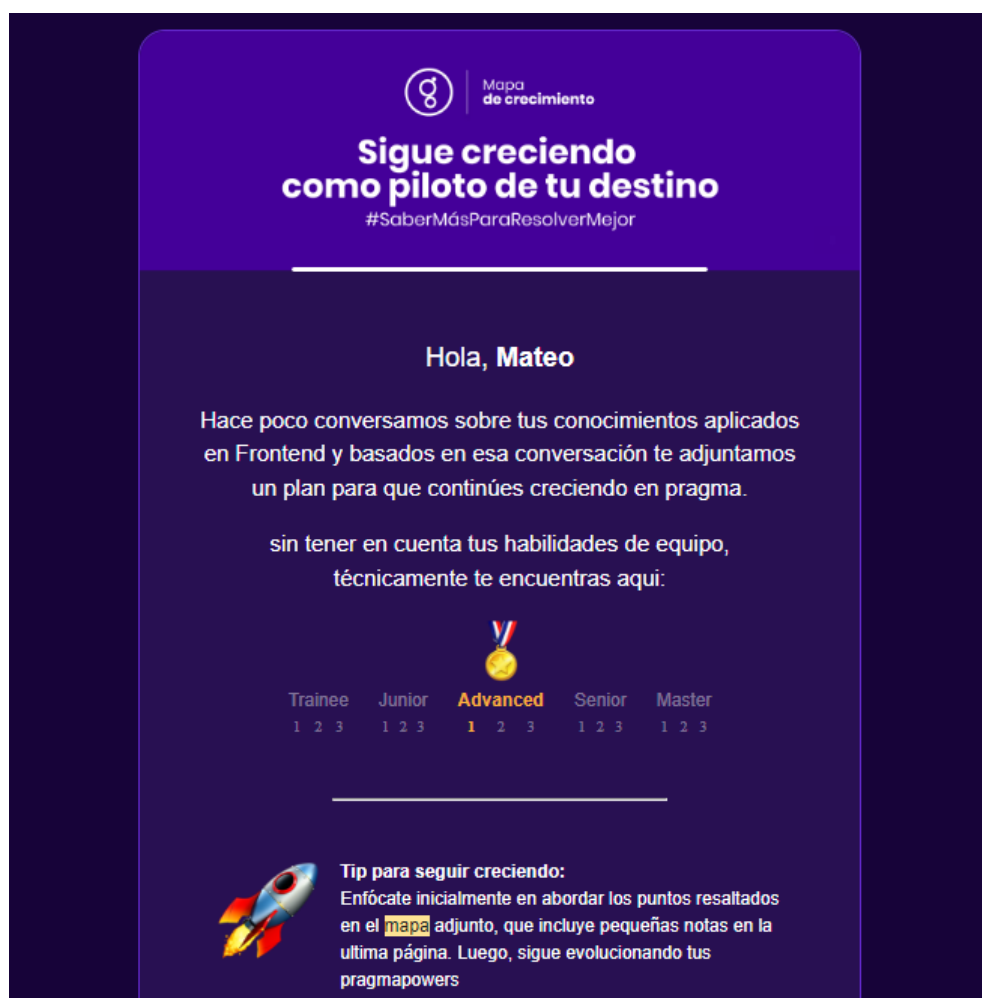 Mapa
de crecimiento
Sigue creciendo
como piloto de tu destino
#SaberMásParaResolverMejor
Hola, Mateo
Hace poco conversamos sobre tus conocimientos aplicados
en Frontend y basados en esa conversación te adjuntamos
un plan para que continúes creciendo en pragma.
sin tener en cuenta tus habilidades de equipo,
técnicamente te encuentras aqui:
Trainee Junior Advanced Senior Master
1 2 3 1 2 3 1 2 3 1 2 3 1 2 3
Tip para seguir creciendo:
Enfócate inicialmente en abordar los puntos resaltados
en el mapa adjunto, que incluye pequeñas notas en la
ultima página. Luego, sigue evolucionando tus
pragmapowers